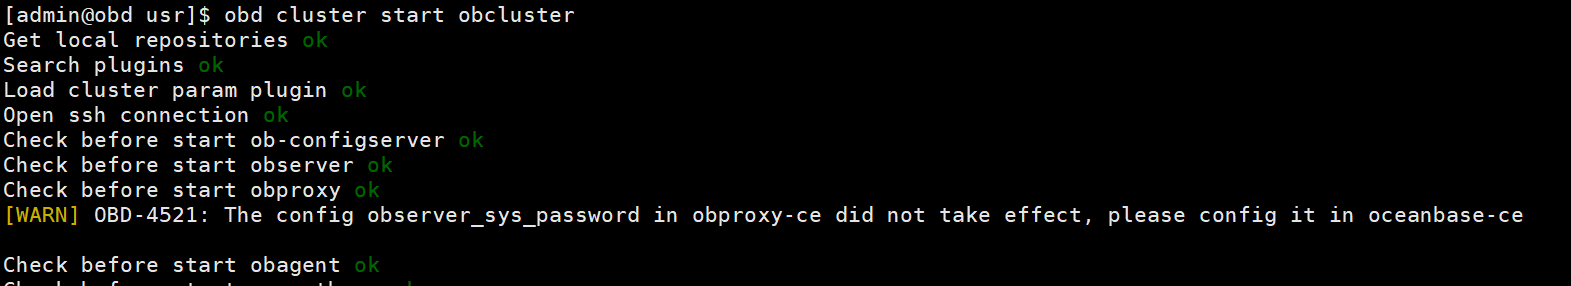 [admin@obd usr]$ obd cluster start obcluster
Get local repositories ok
Search plugins ok
Load cluster param plugin ok
Open ssh connection ok
Check before start ob-configserver ok
Check before start observer ok
Check before start obproxy ok
[WARN] OBD-4521: The config observer_sys_password in obproxy-ce did not take effect, please config it in oceanbase-ce
Check before start obagent ok